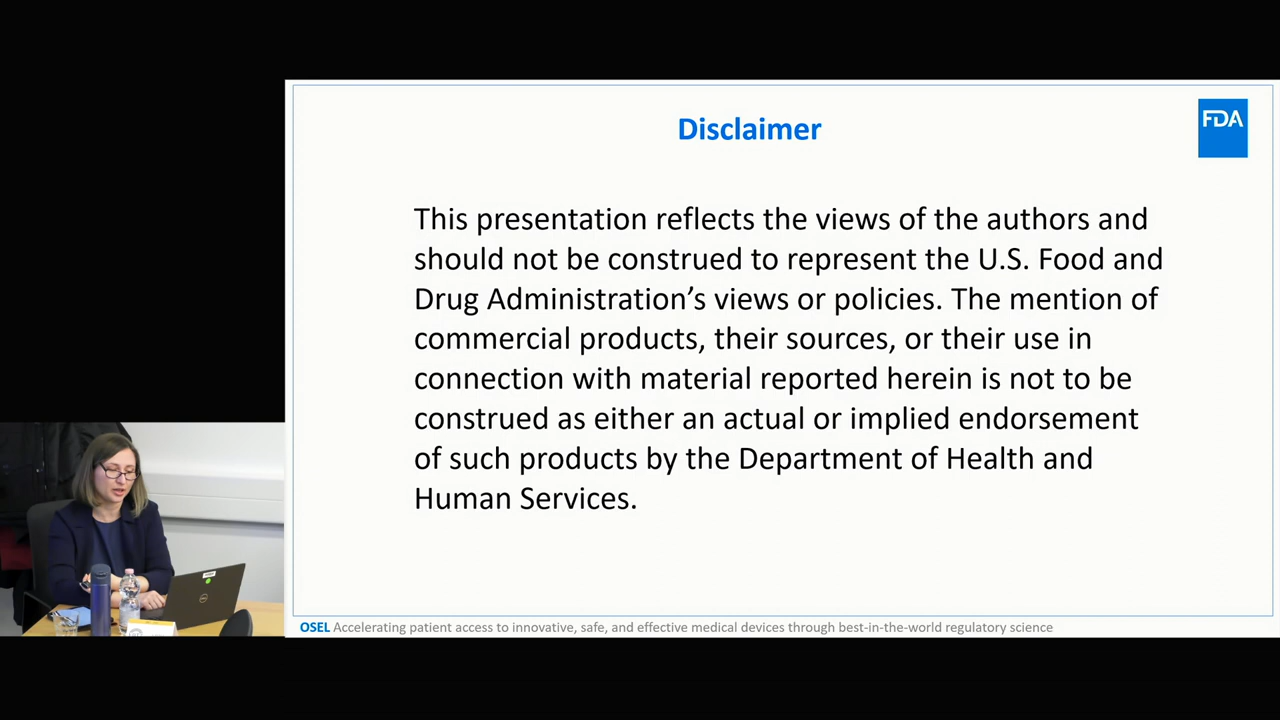 Disclaimer
FDA
This presentation reflects the views of the authors and
should not be construed to represent the U.S. Food and
Drug Administration’s views or policies. The mention of
commercial products, their sources, or their use in
connection with material reported herein is not to be
construed as either an actual or implied endorsement
of such products by the Department of Health and
Human Services.
OSEL Accelerating patient access to innovative, safe, and effective medical devices through best-in-the-world regulatory science